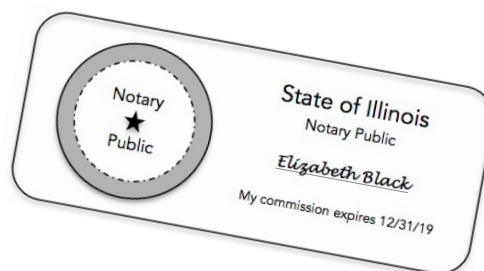 Notary
Public
State of Illinois
Notary Public
Elizabeth Black
My commission expires 12/31/19